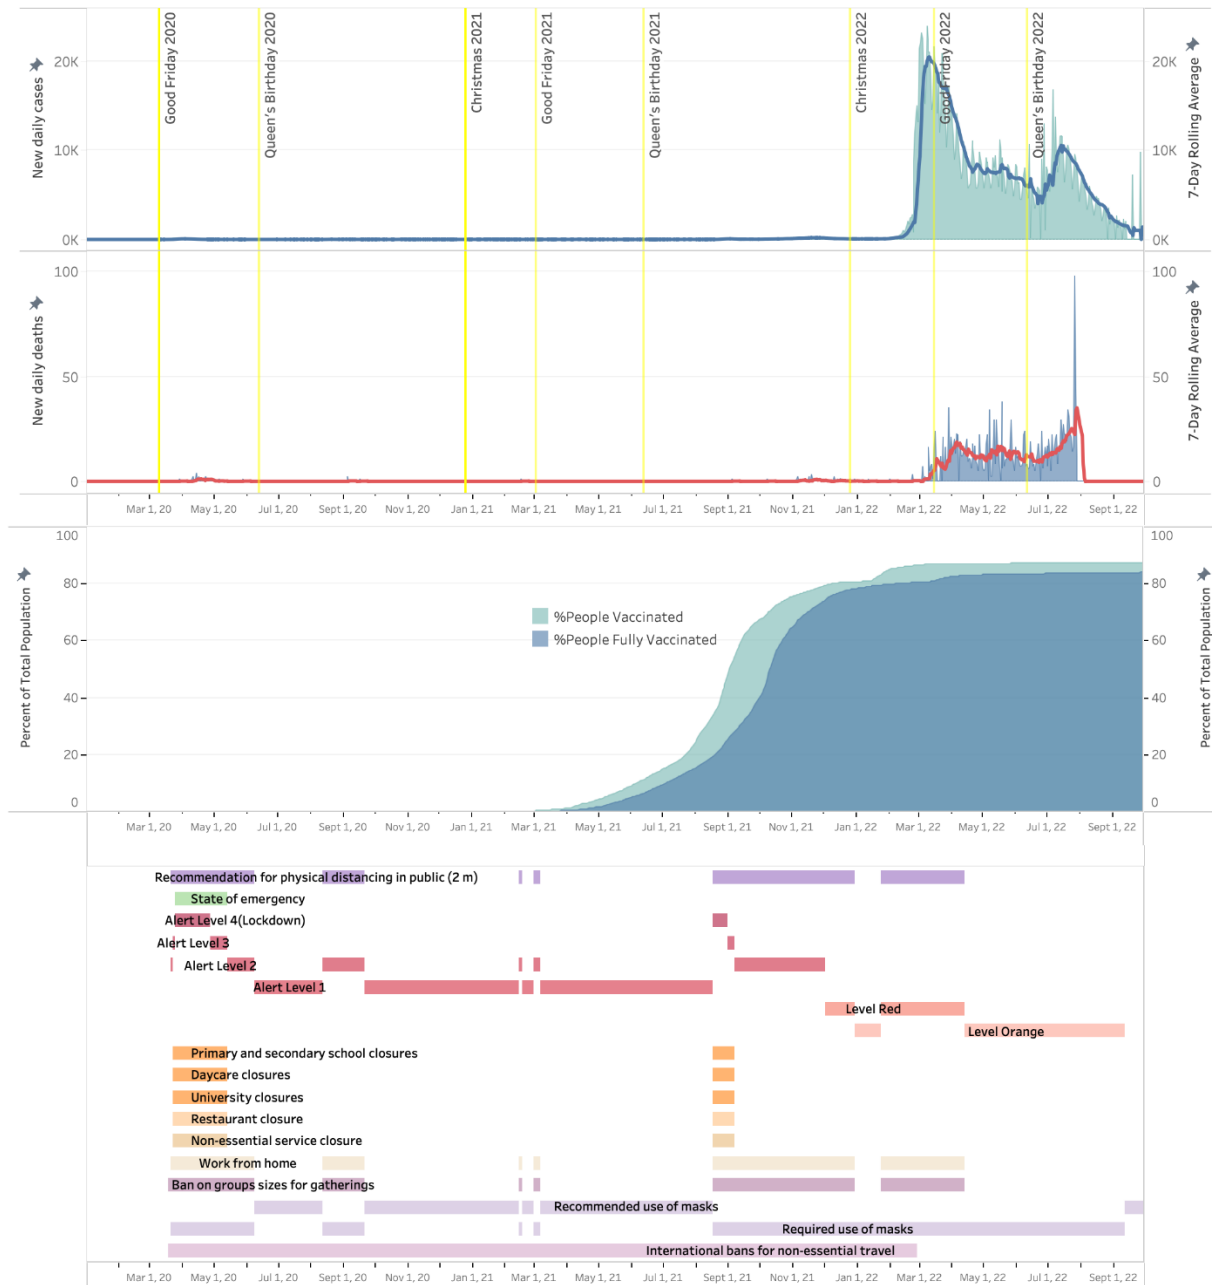 Good Friday 2020
Queen's Birthday 2020
Christmas 2021
Good Friday 2021
Queen's Birthday 2021
Christmas 2022
Good Friday 2022
Queen's Birthday 2022
New daily cases
20K
10K
0K
20K
10K
0K
7-Day Rolling Average
New daily deaths
100
50
0
100
50
0
7-Day Rolling Average
Mar 1, 20 May 1, 20 Jul 1, 20 Sept 1, 20 Nov 1, 20 Jan 1, 21 Mar 1, 21 May 1, 21 Jul 1, 21 Sept 1, 21 Nov 1, 21 Jan 1, 22 Mar 1, 22 May 1, 22 Jul 1, 22 Sept 1, 22
Percent of Total Population
100
80
60
40
20
0
%People Vaccinated
%People Fully Vaccinated
100
80
60
40
20
0
Percent of Total Population
Mar 1, 20 May 1, 20 Jul 1, 20 Sept 1, 20 Nov 1, 20 Jan 1, 21 Mar 1, 21 May 1, 21 Jul 1, 21 Sept 1, 21 Nov 1, 21 Jan 1, 22 Mar 1, 22 May 1, 22 Jul 1, 22 Sept 1, 22
Recommendation for physical distancing in public (2 m)
State of emergency
Alert Level 4(Lockdown)
Alert Level 3
Alert Level 2
Alert Level 1
Level Red
Level Orange
Primary and secondary school closures
Daycare closures
University closures
Restaurant closure
Non-essential service closure
Work from home
Ban on groups sizes for gatherings
Recommended use of masks
Required use of masks
International bans for non-essential travel
Mar 1, 20 May 1, 20 Jul 1, 20 Sept 1, 20 Nov 1, 20 Jan 1, 21 Mar 1, 21 May 1, 21 Jul 1, 21 Sept 1, 21 Nov 1, 21 Jan 1, 22 Mar 1, 22 May 1, 22 Jul 1, 22 Sept 1, 22